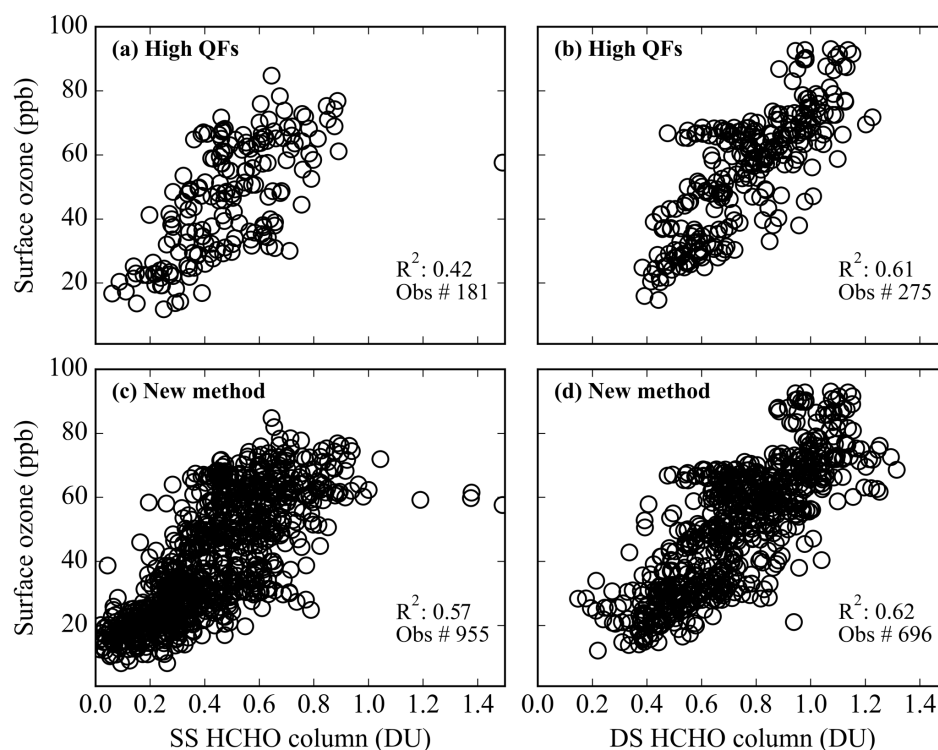 (a) High QFs
(b) High QFs
100
80
60
40
20
Surface ozone (ppb)
R²: 0.42
Obs # 181
R²: 0.61
Obs # 275
(c) New method
(d) New method
100
80
60
40
20
Surface ozone (ppb)
R²: 0.57
Obs # 955
R²: 0.62
Obs # 696
0.0 0.2 0.4 0.6 0.8 1.0 1.2 1.4
0.0 0.2 0.4 0.6 0.8 1.0 1.2 1.4
SS HCHO column (DU)
DS HCHO column (DU)